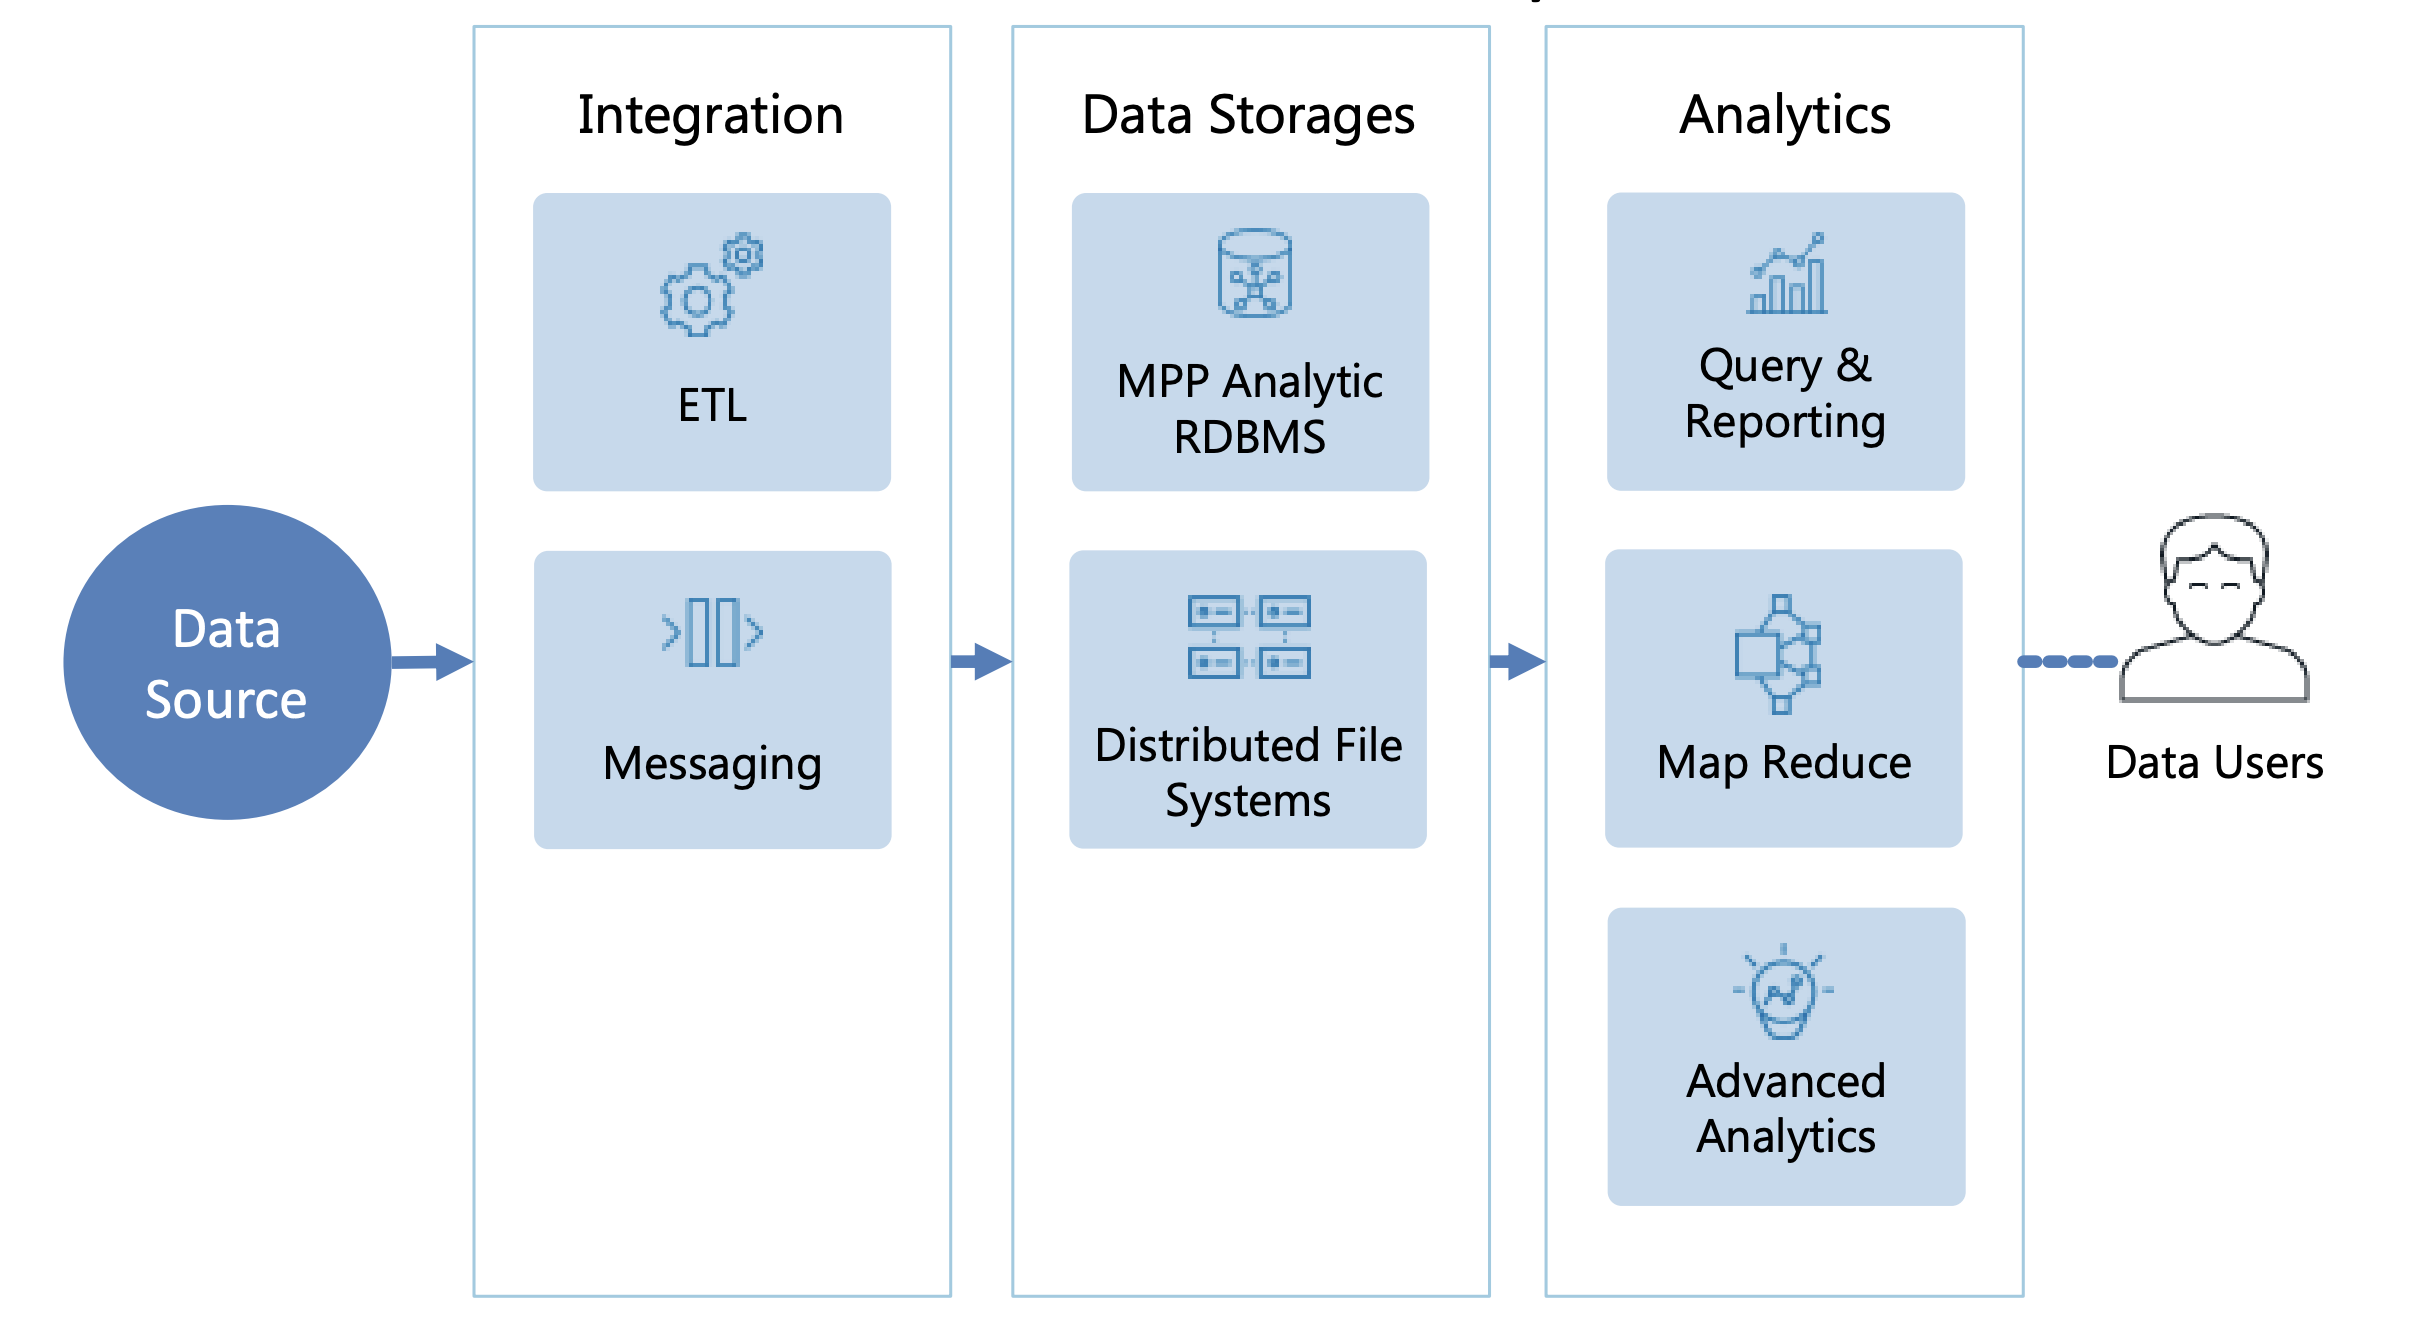 Data
Source
Integration
ETL
Messaging
Data Storages
MPP Analytic
RDBMS
Distributed File
Systems
Analytics
Query &
Reporting
Map Reduce
Advanced
Analytics
Data Users